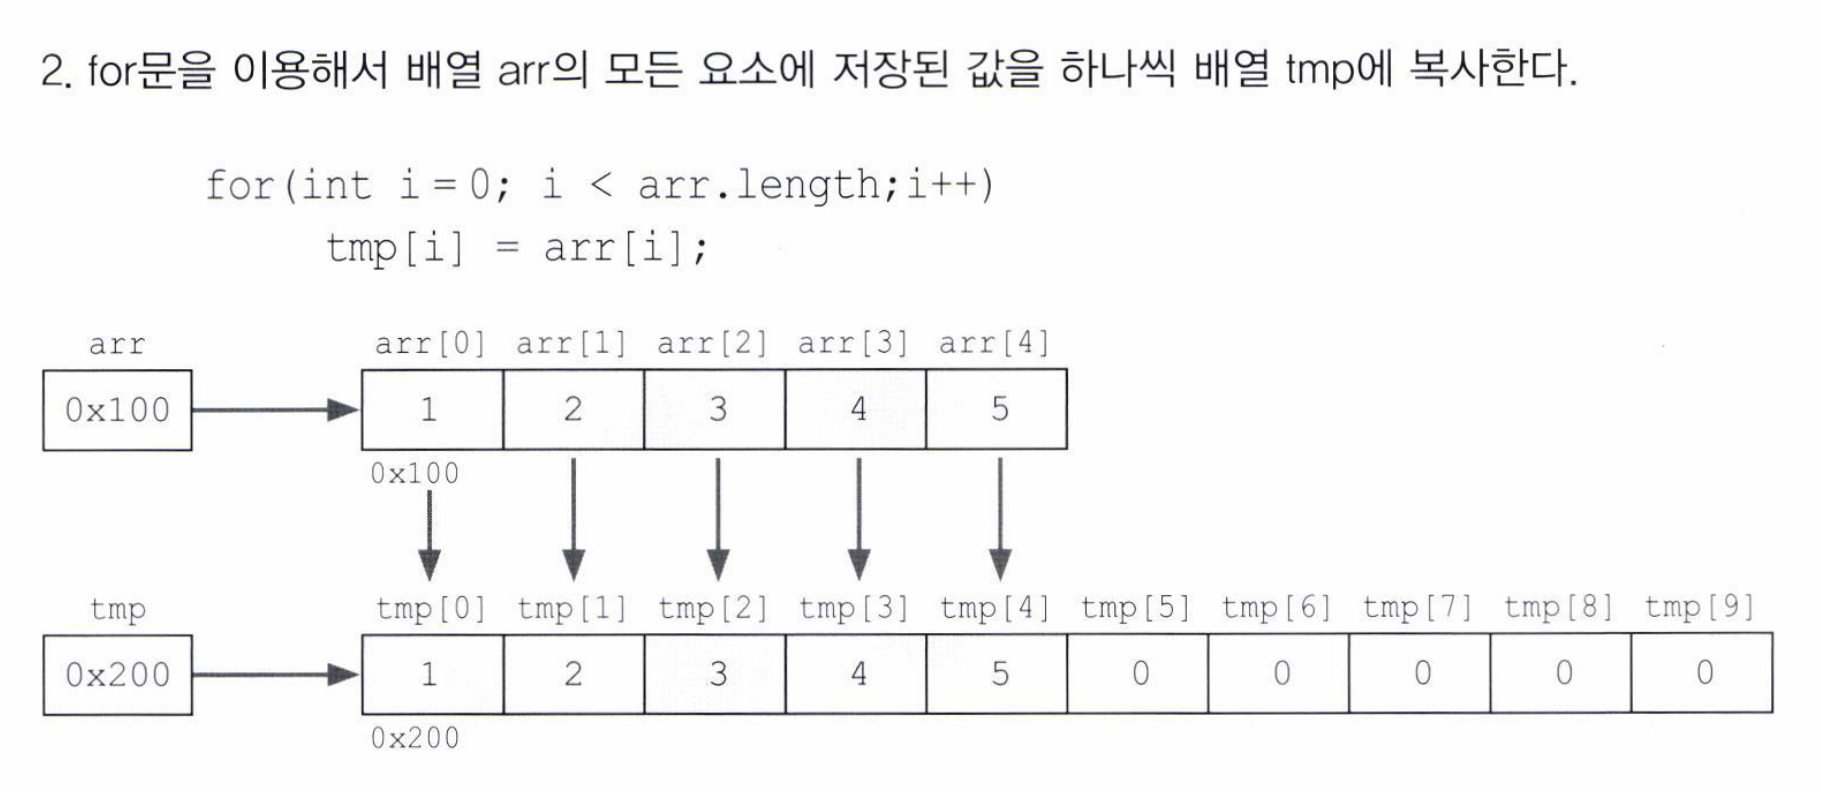 2. for문을 이용해서 배열 arr의 모든 요소에 저장된 값을 하나씩 배열 tmp에 복사한다.
for(int i=0; i < arr.length;i++)
tmp[i] = arr[i];
arr arr[0] arr[1] arr[2] arr[3] arr[4]
0x100 1 2 3 4 5
0x100
tmp tmp[0] tmp[1] tmp[2] tmp[3] tmp[4] tmp[5] tmp[6] tmp[7] tmp[8] tmp[9]
0x200 1 2 3 4 5 0 0 0 0 0
0x200